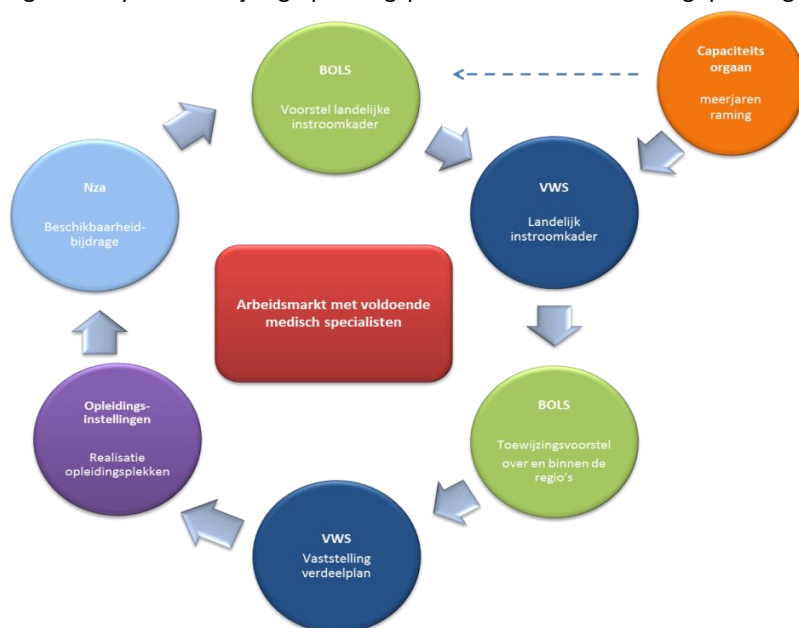 BOLS
Voorstel landelijke
instroomkader
Capaciteits
orgaan
meerjaren
raming
VWS
Landelijk
instroomkader
BOLS
Toewijzingsvoorstel
over en binnen de
regio's
VWS
Vaststelling
verdeelplan
Opleidings-
instellingen
Realisatie
opleidingsplekken
Nza
Beschikbaarheid-
bijdrage
Arbeidsmarkt met voldoende
medisch specialisten